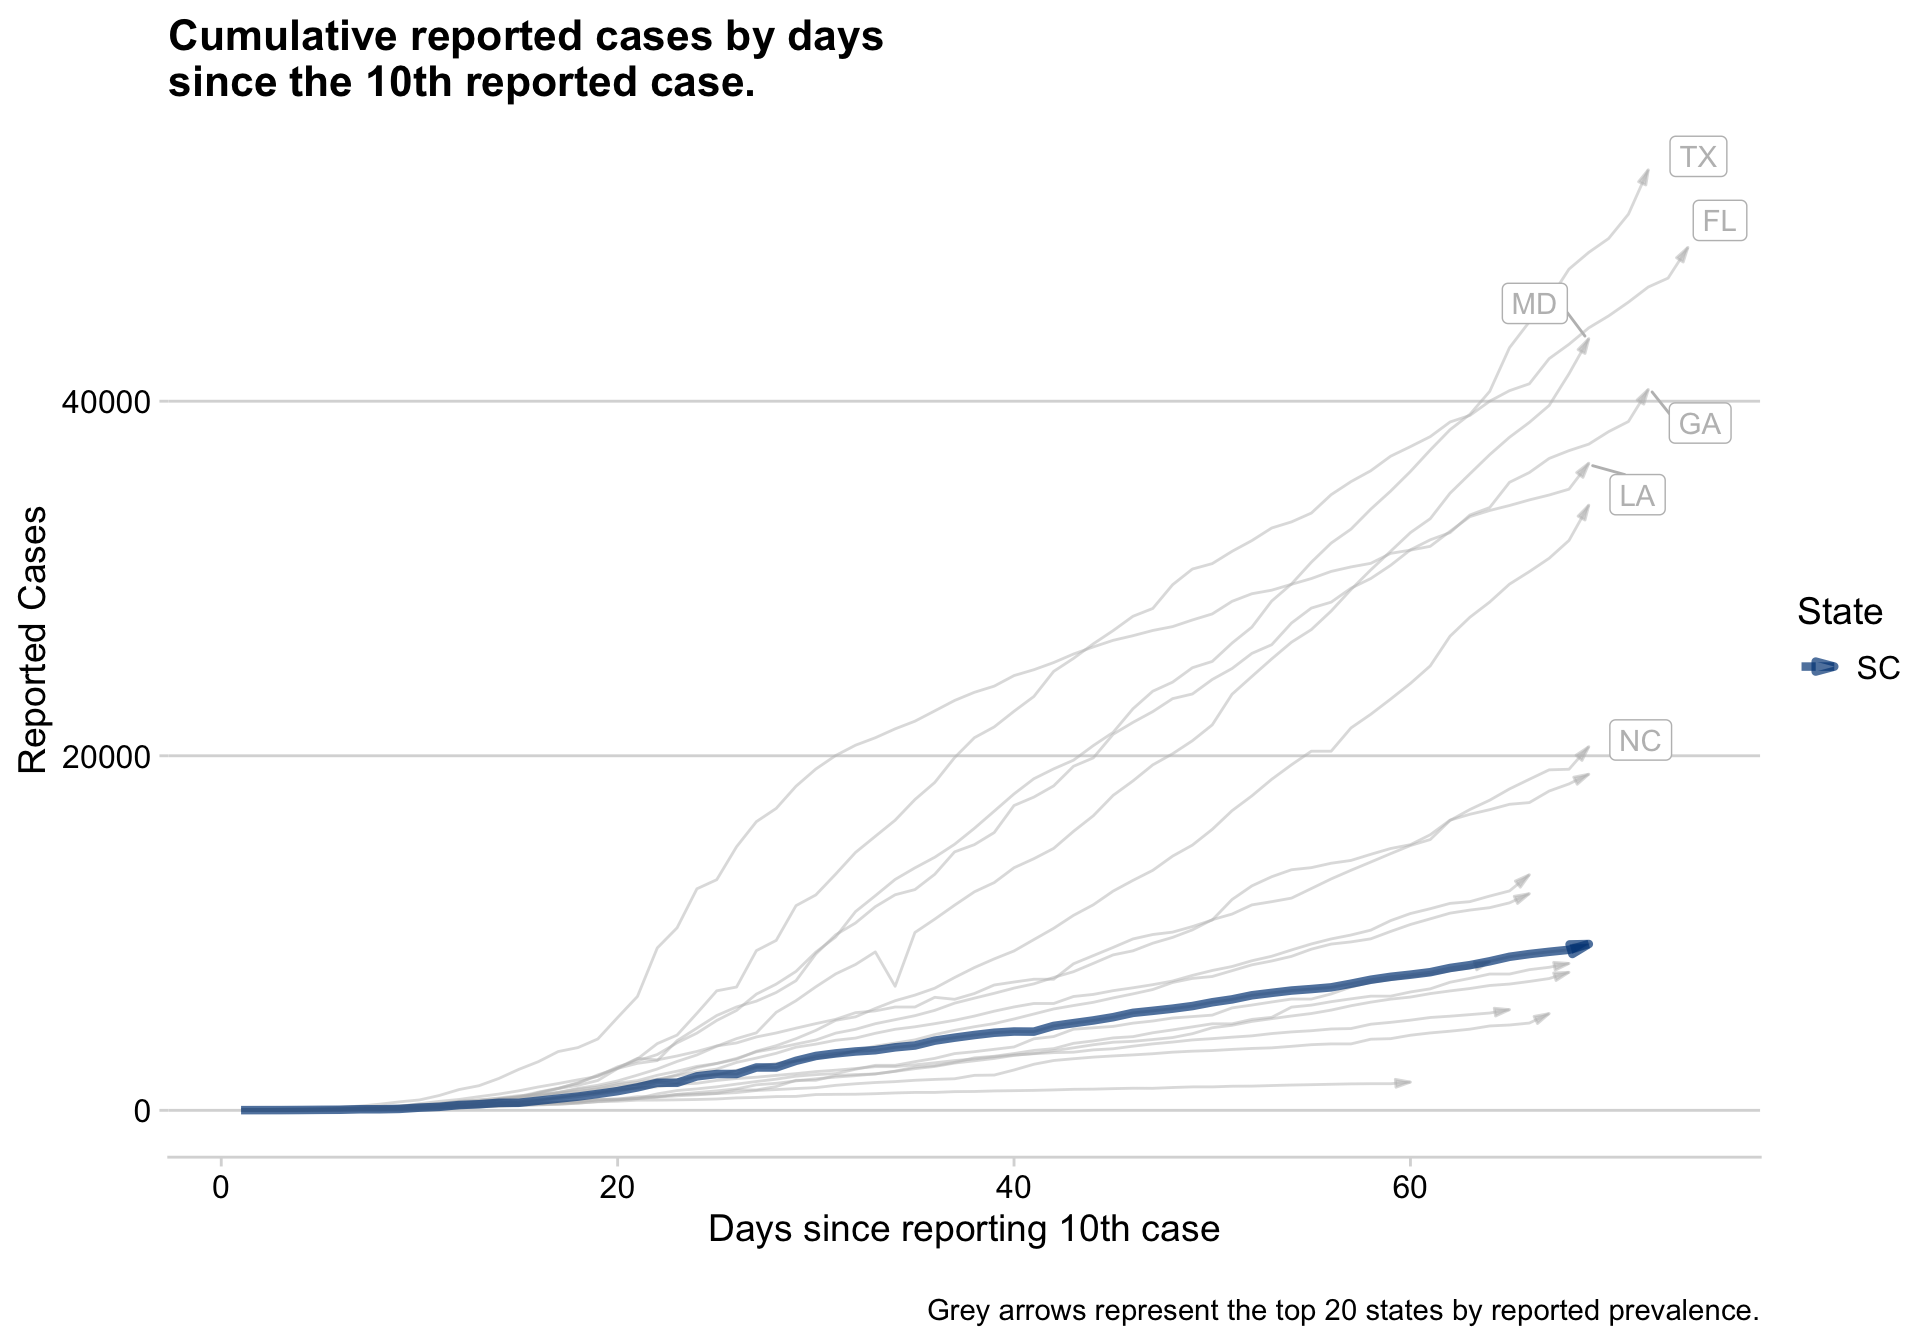 Cumulative reported cases by days
since the 10th reported case.
TX
FL
MD
GA
LA
NC
40000
20000
0
Reported Cases
0
20
40
60
Days since reporting 10th case
State
SC
Grey arrows represent the top 20 states by reported prevalence.